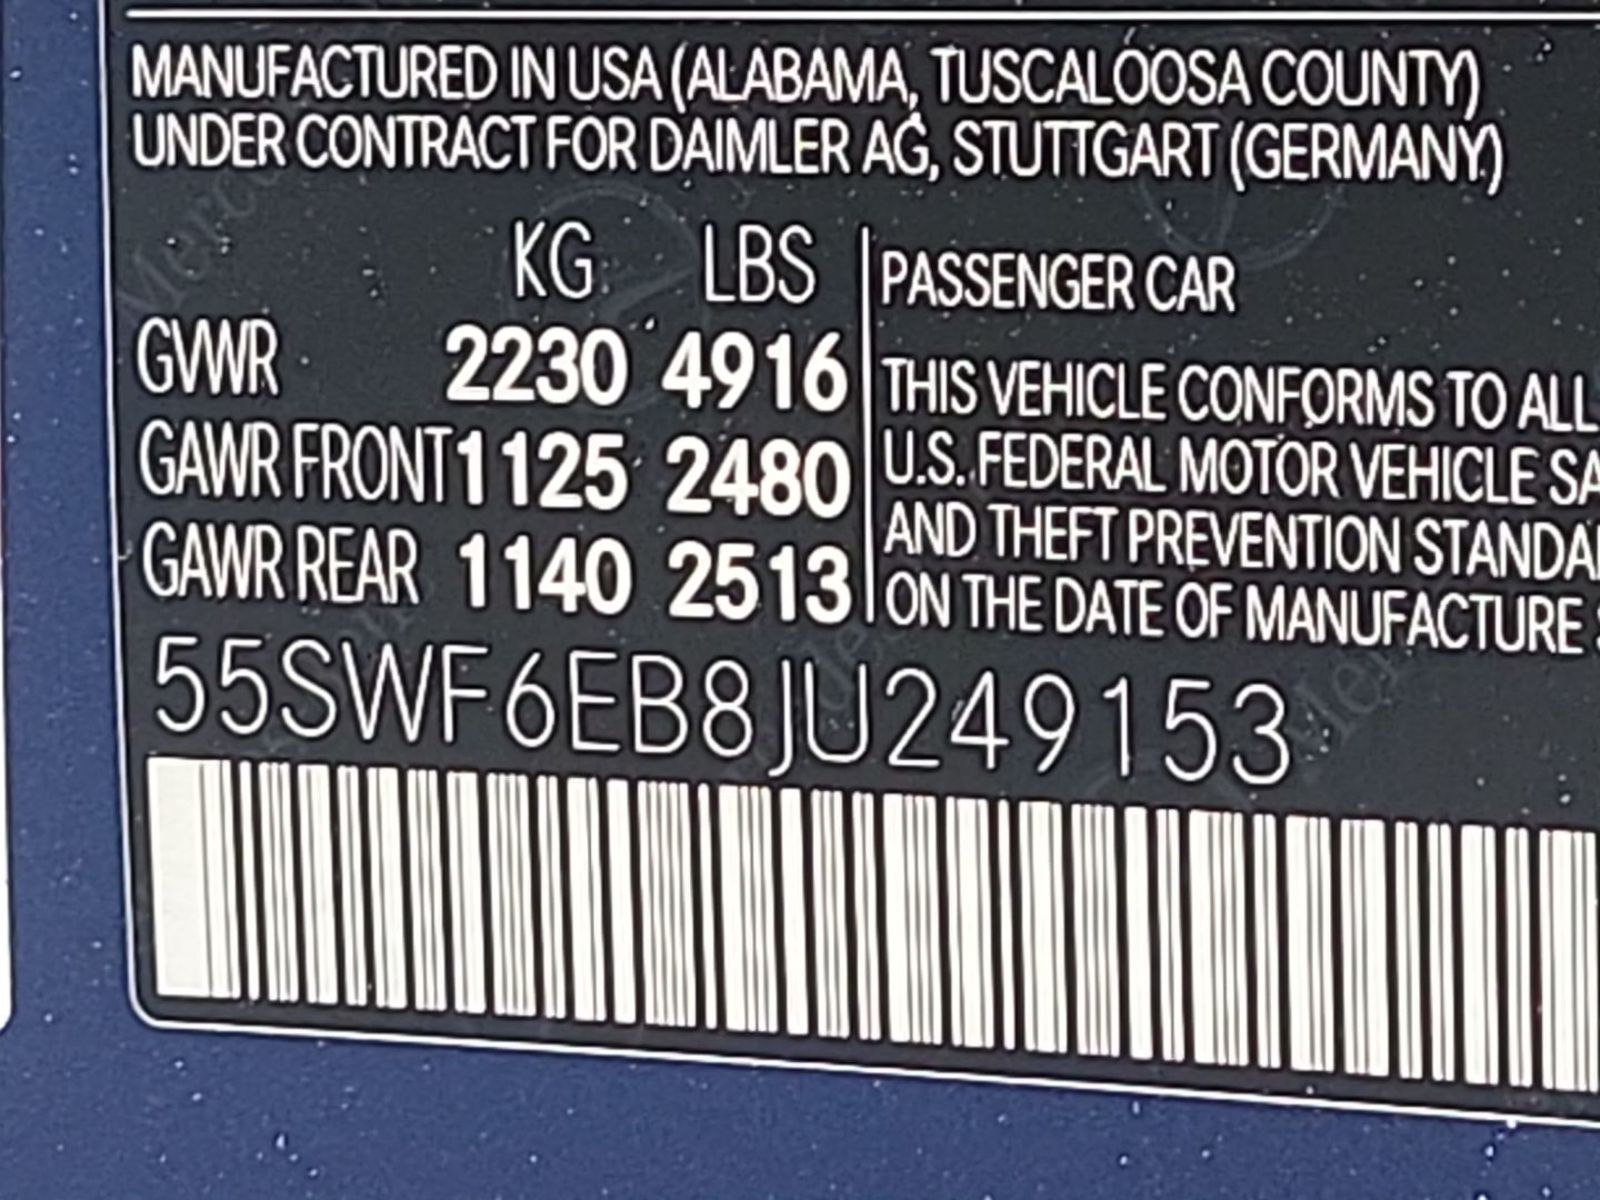 MANUFACTURED IN USA (ALABAMA, TUSCALOOSA COUNTY)
UNDER CONTRACT FOR DAIMLER AG, STUTTGART (GERMANY)
KG LBS
GVWR 2230 4916
GAWR FRONT 1125 2480
GAWR REAR 1140 2513
PASSENGER CAR
THIS VEHICLE CONFORMS TO ALL
U.S. FEDERAL MOTOR VEHICLE
AND THEFT PREVENTION
ON THE DATE OF MANUFACTURE
55SWF6EB8JU249153